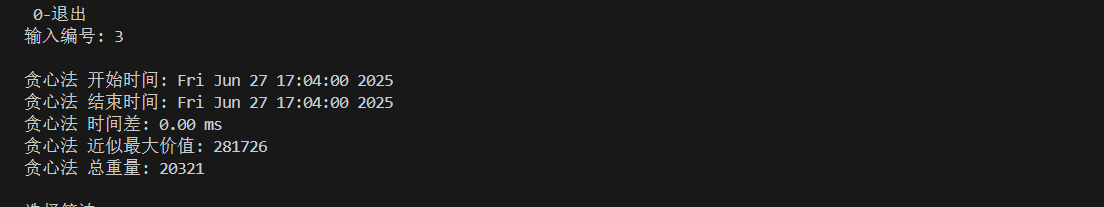 0-退出
输入编号: 3
贪心法 开始时间: Fri Jun 27 17:04:00 2025
贪心法 结束时间: Fri Jun 27 17:04:00 2025
贪心法 时间差: 0.00 ms
贪心法 近似最大价值: 281726
贪心法 总重量: 20321